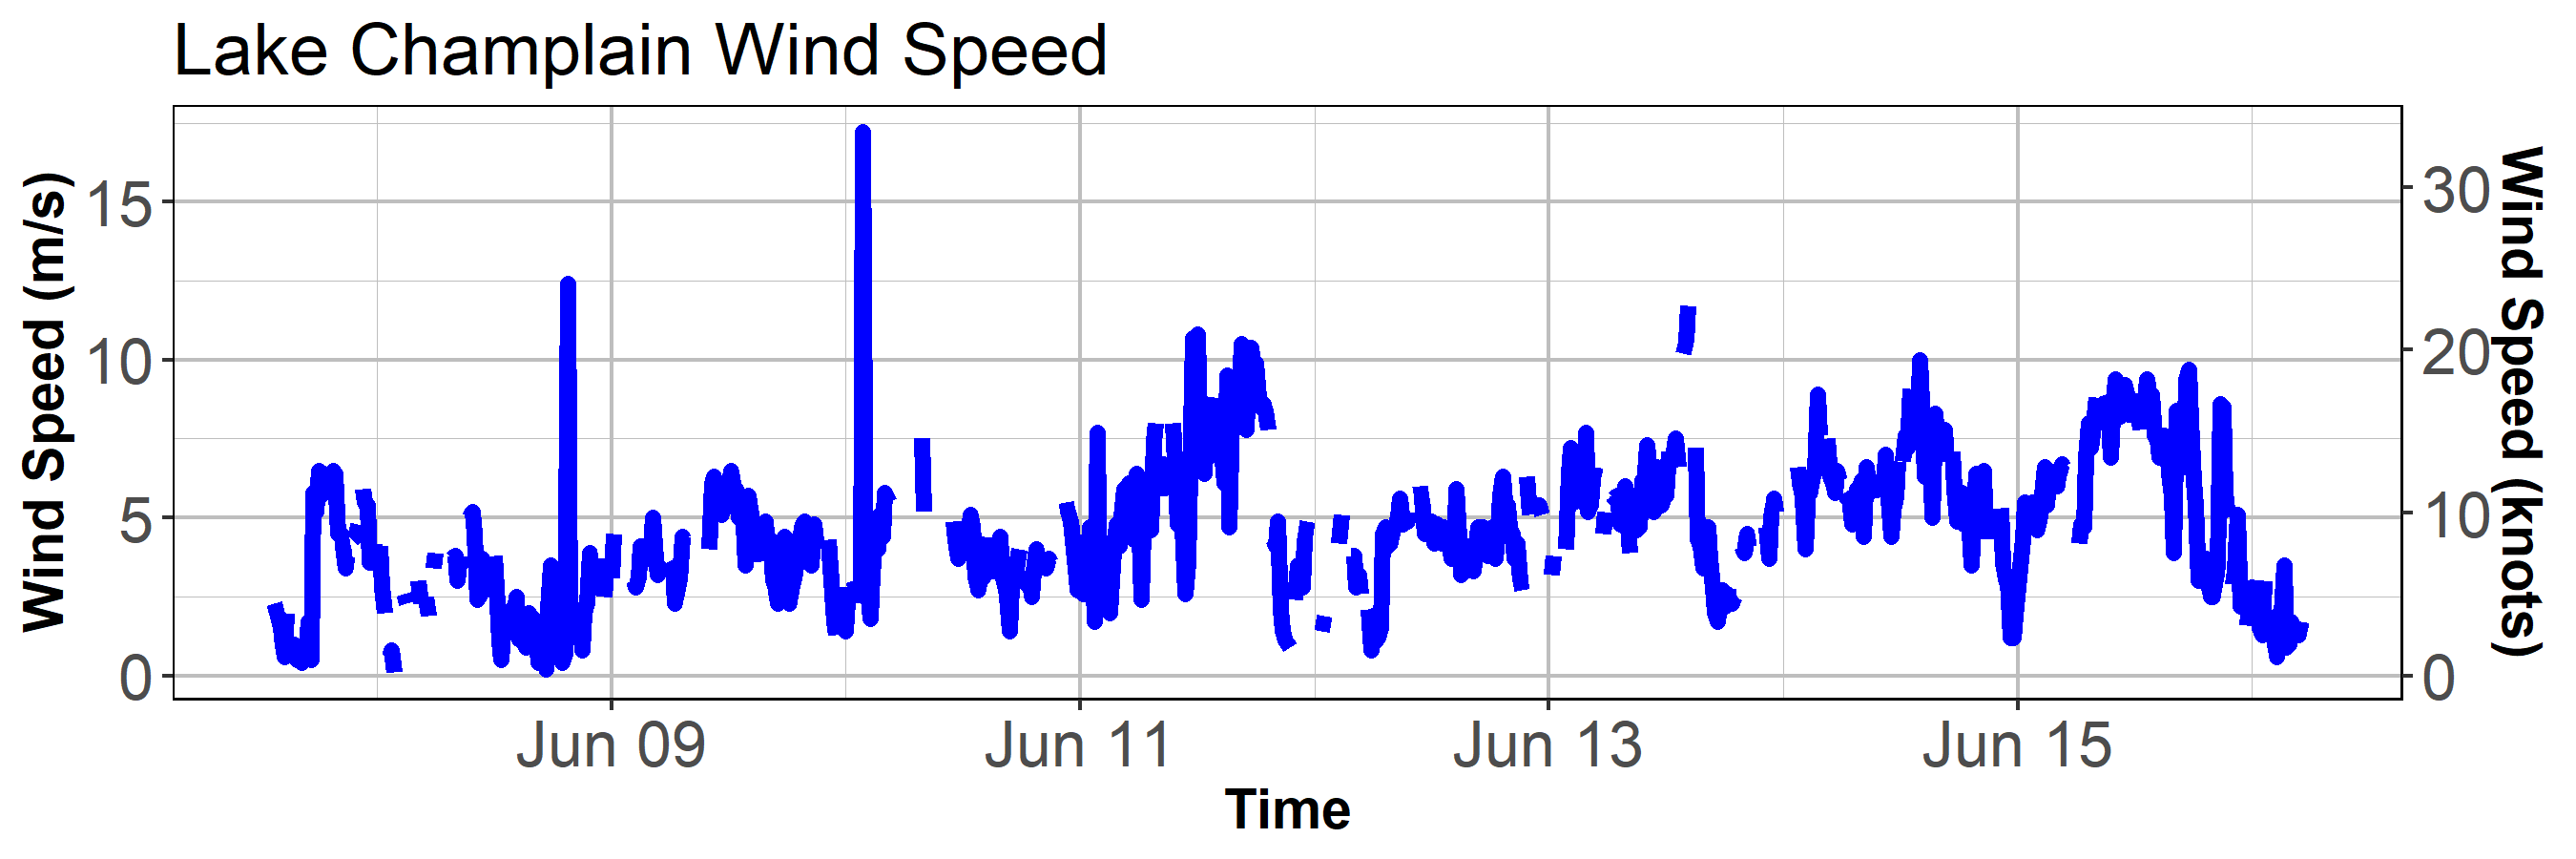 Lake Champlain Wind Speed
Wind Speed (m/s)
15
10
5
0
30
20
10
0
Wind Speed (knots)
Jun 09 Jun 11 Jun 13 Jun 15
Time